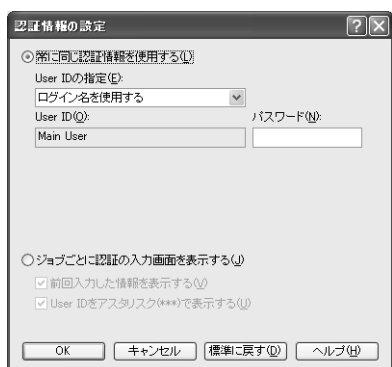 認証情報の設定
常に同じ認証情報を使用する(L)
User IDの指定(E):
ログイン名を使用する
User ID(O): パスワード(N):
Main User
ジョブごとに認証の入力画面を表示する(J)
前回入力した情報を表示する(V)
User IDをアスタリスク(***)で表示する(U)
OK キャンセル 標準に戻す(D) ヘルプ(H)